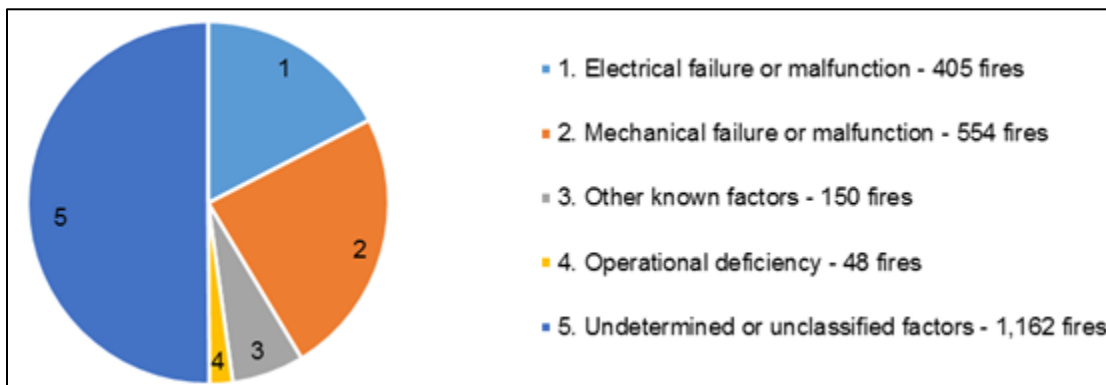 1
2
3
4
5
1. Electrical failure or malfunction - 405 fires
2. Mechanical failure or malfunction - 554 fires
3. Other known factors - 150 fires
4. Operational deficiency - 48 fires
5. Undetermined or unclassified factors - 1,162 fires